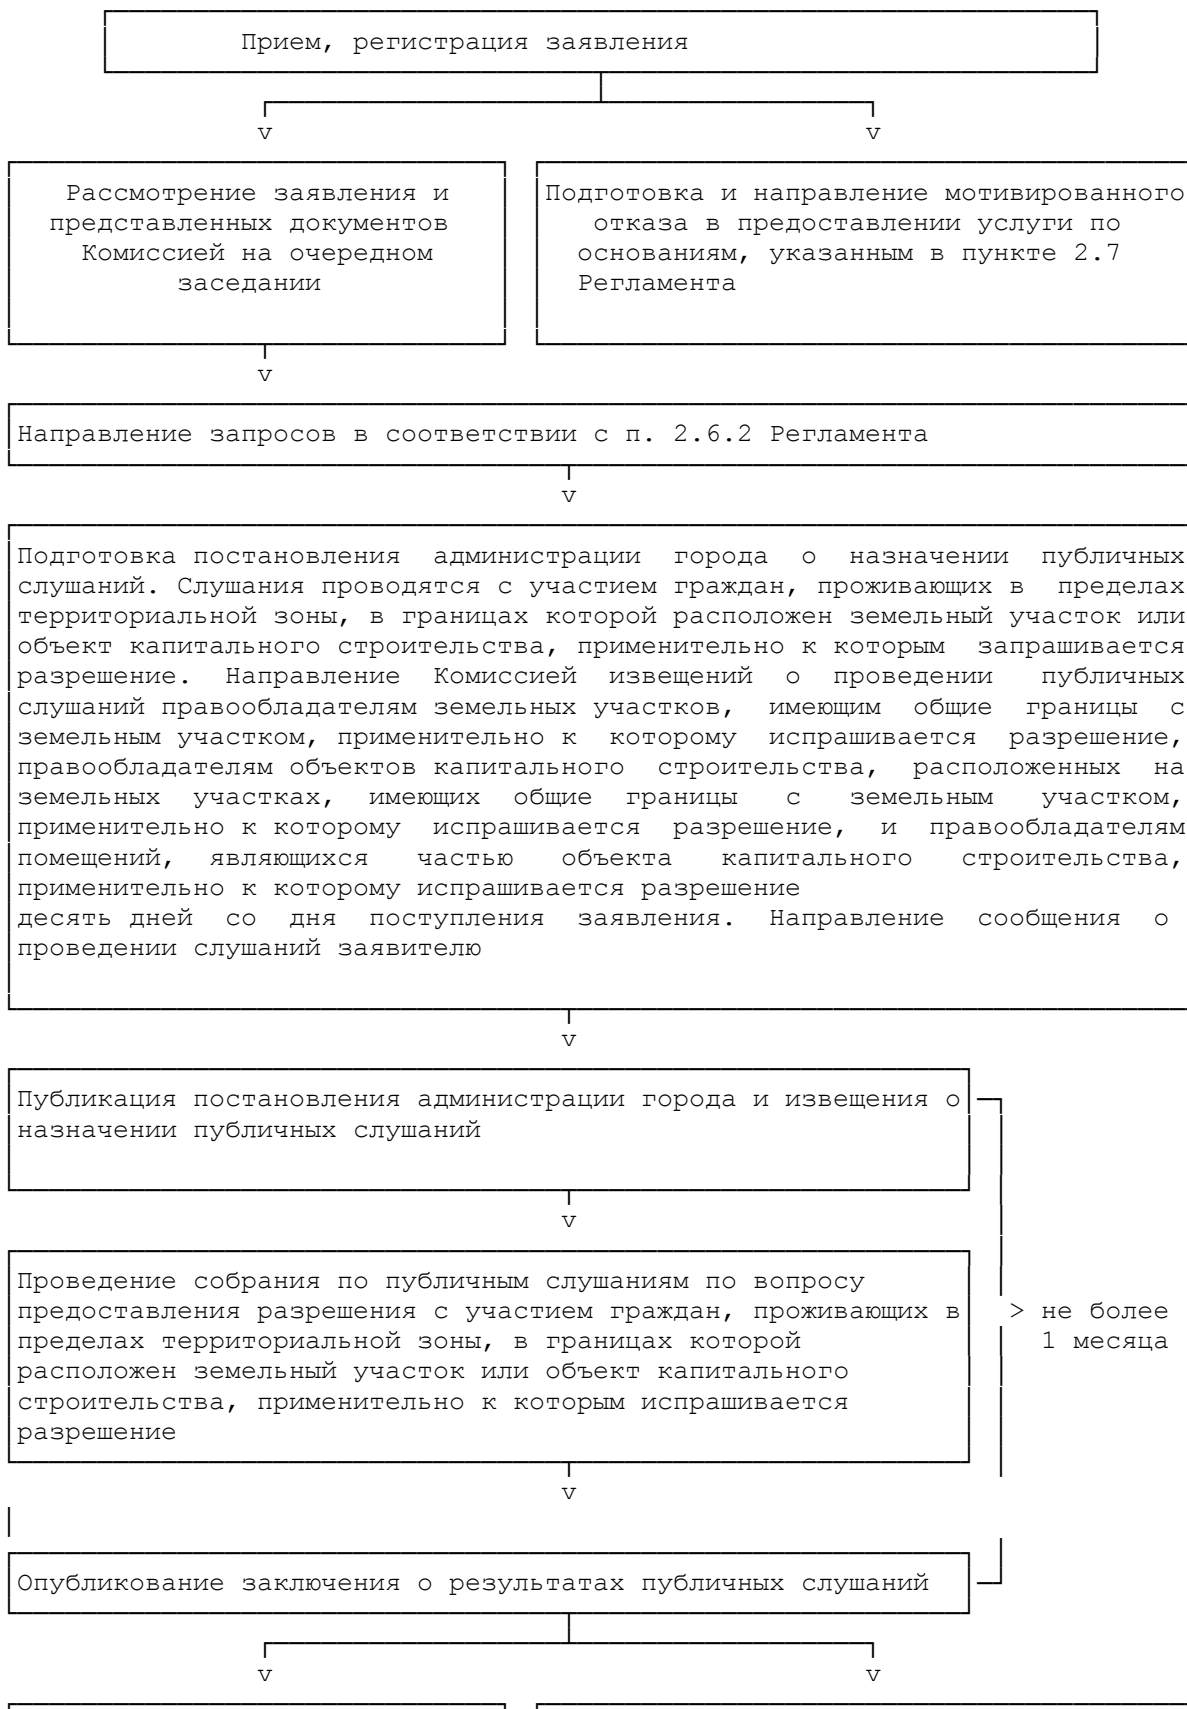 Прием, регистрация заявления
v v
Рассмотрение заявления и
представленных документов
Комиссией на очередном
заседании
Подготовка и направление мотивированного
отказа в предоставлении услуги по
основаниям, указанным в пункте 2.7
Регламента
v
Направление запросов в соответствии с п. 2.6.2 Регламента
v
Подготовка постановления администрации города о назначении публичных
слушаний. Слушания проводятся с участием граждан, проживающих в пределах
территориальной зоны, в границах которой расположен земельный участок или
объект капитального строительства, применительно к которым запрашивается
разрешение. Направление Комиссией извещений о проведении публичных
слушаний правообладателям земельных участков, имеющим общие границы с
земельным участком, применительно к которому испрашивается разрешение,
правообладателям объектов капитального строительства, расположенных на
земельных участках, имеющих общие границы с земельным участком,
применительно к которому испрашивается разрешение, и правообладателям
помещений, являющихся частью объекта капитального строительства,
применительно к которому испрашивается разрешение
десять дней со дня поступления заявления. Направление сообщения о
проведении слушаний заявителю
v
Публикация постановления администрации города и извещения о
назначении публичных слушаний
v
Проведение собрания по публичным слушаниям по вопросу
предоставления разрешения с участием граждан, проживающих в
пределах территориальной зоны, в границах которой
расположен земельный участок или объект капитального
строительства, применительно к которым испрашивается
разрешение
> не более
1 месяца
v
Опубликование заключения о результатах публичных слушаний
v v